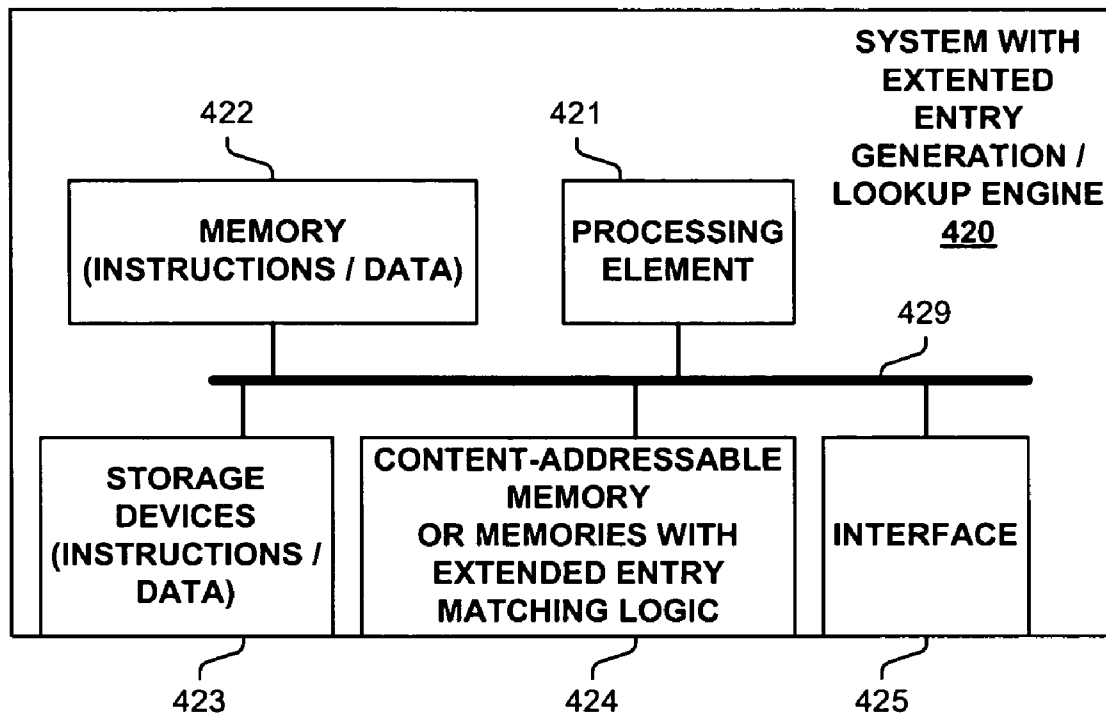 SYSTEM WITH
EXTENTED
ENTRY
GENERATION /
LOOKUP ENGINE
420
422
421
MEMORY
(INSTRUCTIONS / DATA)
PROCESSING
ELEMENT
429
STORAGE
DEVICES
(INSTRUCTIONS /
DATA)
CONTENT-ADDRESSABLE
MEMORY
OR MEMORIES WITH
EXTENDED ENTRY
MATCHING LOGIC
INTERFACE
423
424
425